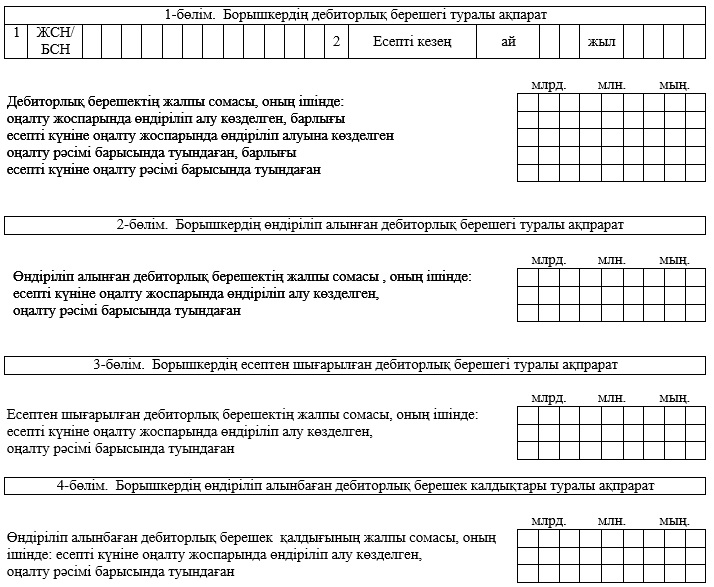 1-бөлім. Борышкердің дебиторлық берешегі туралы ақпарат
1 ЖСН/ БСН 2 Есепті кезең ай жыл
млрд. млн. мың.
Дебиторлық берешектің жалпы сомасы, оның ішінде:
оңалту жоспарында өндіріліп алу көзделген, барлығы
есепті күніне оңалту жоспарында өндіріліп алуына көзделген
оңалту рәсімі барысында туындаған, барлығы
есепті күніне оңалту рәсімі барысында туындаған
2-бөлім. Борышкердің өндіріліп алынған дебиторлық берешегі туралы ақпрарат
млрд. млн. мың.
Өндіріліп алынған дебиторлық берешектің жалпы сомасы , оның ішінде:
есепті күніне оңалту жоспарында өндіріліп алу көзделген,
оңалту рәсімі барысында туындаған
3-бөлім. Борышкердің есептен шығарылған дебиторлық берешегі туралы ақпрарат
млрд. млн. мың.
Есептен шығарылған дебиторлық берешектің жалпы сомасы, оның ішінде:
есепті күніне оңалту жоспарында өндіріліп алу көзделген,
оңалту рәсімі барысында туындаған
4-бөлім. Борышкердің өндіріліп алынбаған дебиторлық берешек калдықтары туралы ақпрарат
млрд. млн. мың.
Өндіріліп алынбаған дебиторлық берешек қалдығының жалпы сомасы, оның
ішінде: есепті күніне оңалту жоспарында өндіріліп алу көзделген,
оңалту рәсімі барысында туындаған